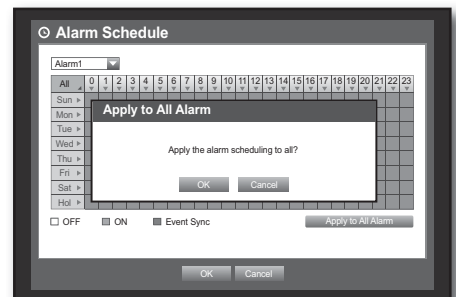 Alarm Schedule
Alarm1
All 0 1 2 3 4 5 6 7 8 9 10 11 12 13 14 15 16 17 18 19 20 21 22 23
Sun
Mon
Tue
Wed
Thu
Fri
Sat
Hol
Apply to All Alarm
Apply the alarm scheduling to all?
OK Cancel
OFF ON Event Sync Apply to All Alarm
OK Cancel